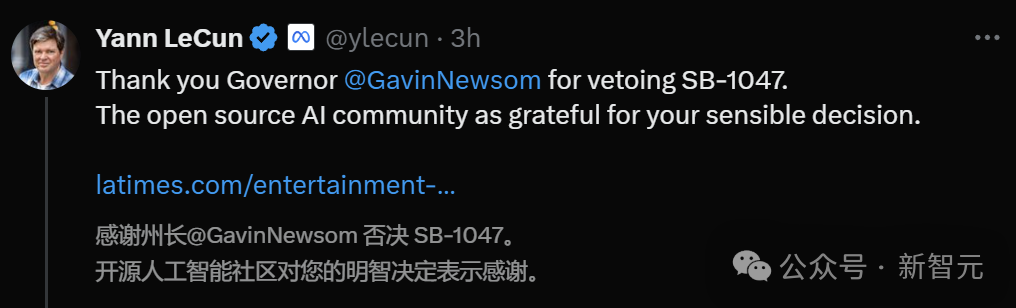 Yann LeCun @ylecun · 3h
Thank you Governor @GavinNewsom for vetoing SB-1047.
The open source AI community as grateful for your sensible decision.
latimes.com/entertainment-...
感谢州长@GavinNewsom 否决 SB-1047。
开源人工智能社区对您的明智决定表示感谢。
公众号 · 新智元